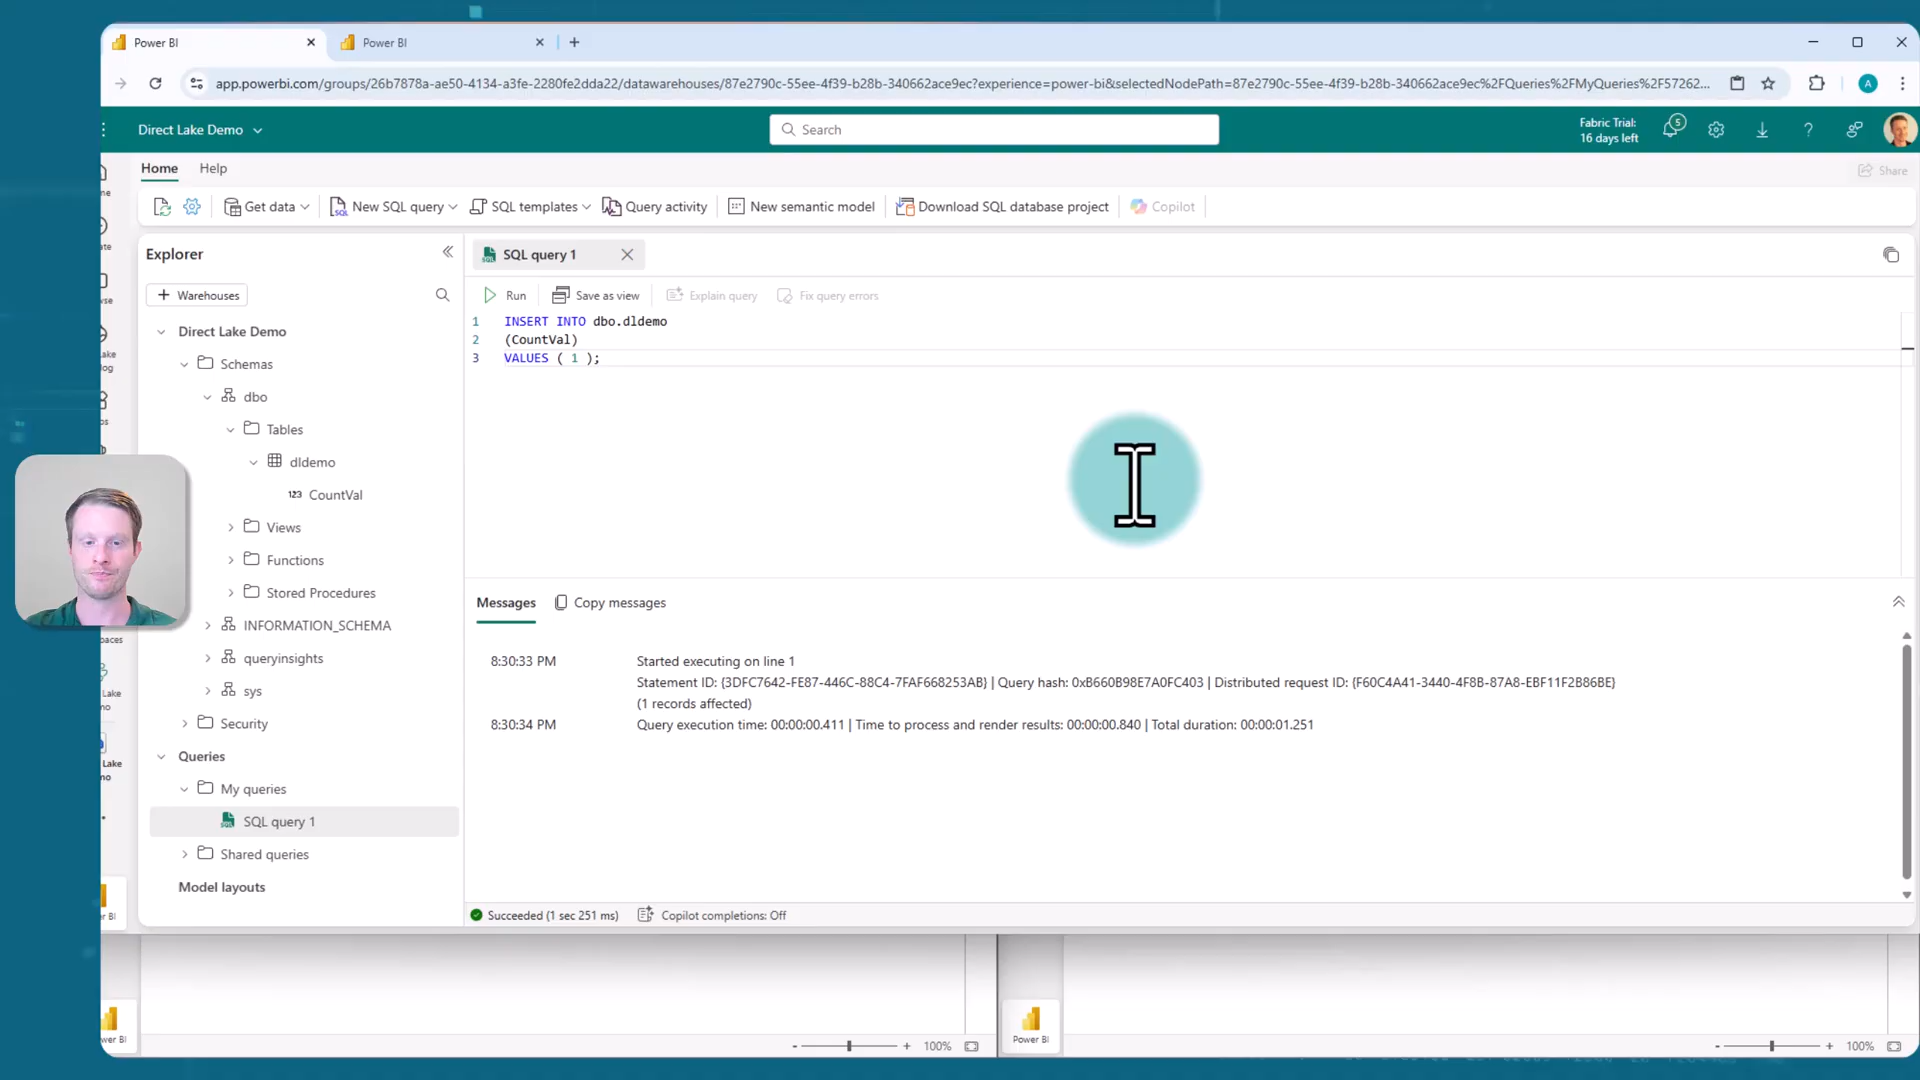 Power BI
Power BI
app.powerbi.com/groups/26b7878a-ae50-4134-a3fe-2280fe2dda22/datawarehouses/87e2790c-55ee-4f39-b28b-340662ace9ec?experience=power-bi&selectedNodePath=87e2790c-55ee-4f39-b28b-340662ace9ec%2FQueries%2FMyQueries%2F57262...
A
Direct Lake Demo
Search
Fabric Trial:
16 days left
5
Home
Help
Share
Get data
New SQL query
SQL templates
Query activity
New semantic model
Download SQL database project
Copilot
Explorer
SQL query 1
+ Warehouses
Run
Save as view
Explain query
Fix query errors
1 INSERT INTO dbo.dldemo
2 (CountVal)
3 VALUES ( 1 );
Direct Lake Demo
Schemas
dbo
Tables
dldemo
123 CountVal
Views
Functions
Stored Procedures
INFORMATION_SCHEMA
queryinsights
sys
Security
Queries
My queries
SQL query 1
Shared queries
Model layouts
Messages
Copy messages
8:30:33 PM
Started executing on line 1
Statement ID: {3DFC7642-FE87-446C-88C4-7FAF668253AB} | Query hash: 0xB660B98E7A0FC403 | Distributed request ID: {F60C4A41-3440-4F8B-87A8-EBF11F2B86BE}
(1 records affected)
8:30:34 PM
Query execution time: 00:00:00.411 | Time to process and render results: 00:00:00.840 | Total duration: 00:00:01.251
Succeeded (1 sec 251 ms)
Copilot completions: Off
- + 100%
Power BI
- + 100%